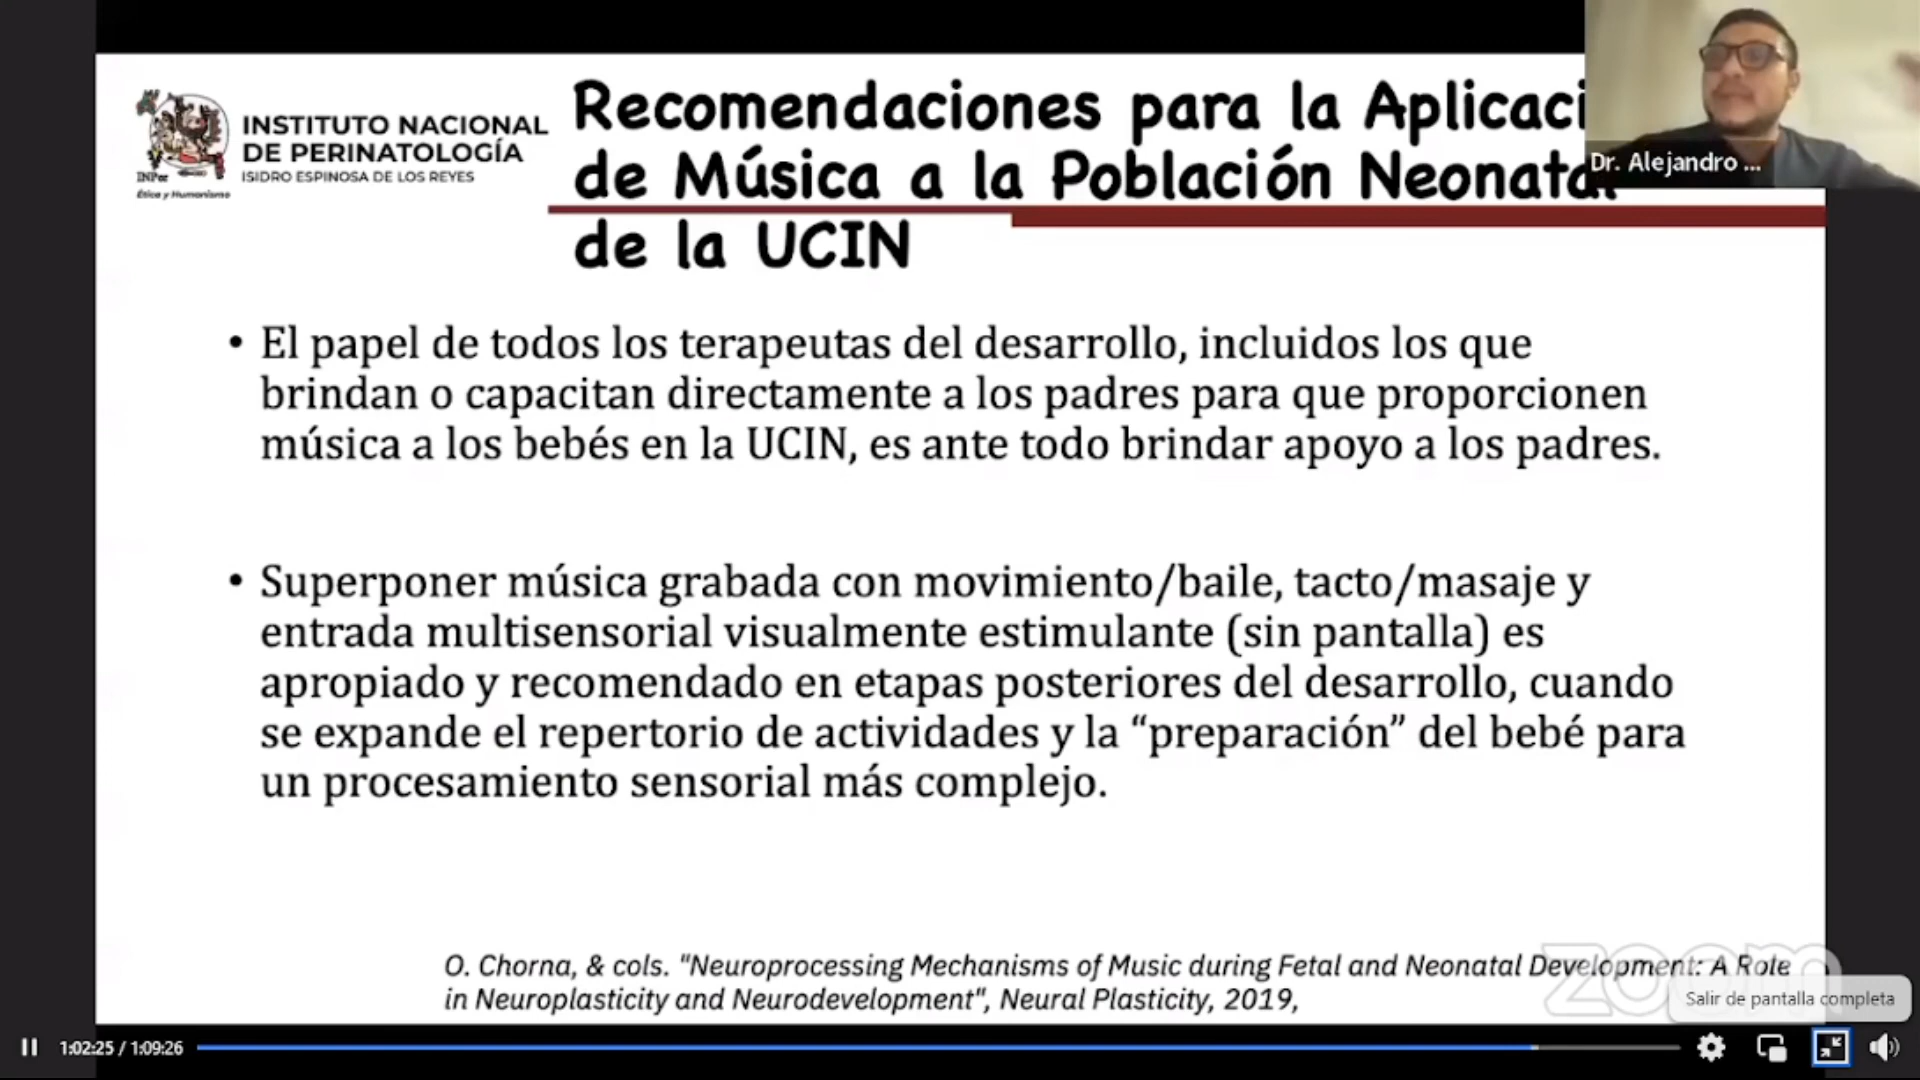 INSTITUTO NACIONAL
DE PERINATOLOGÍA
ISIDRO ESPINOSA DE LOS REYES
INPer
Ética y Humanismo
Recomendaciones para la Aplicaci
de Música a la Población Neonatal
de la UCIN
Dr. Alejandro ...
• El papel de todos los terapeutas del desarrollo, incluidos los que
brindan o capacitan directamente a los padres para que proporcionen
música a los bebés en la UCIN, es ante todo brindar apoyo a los padres.
• Superponer música grabada con movimiento/baile, tacto/masaje y
entrada multisensorial visualmente estimulante (sin pantalla) es
apropiado y recomendado en etapas posteriores del desarrollo, cuando
se expande el repertorio de actividades y la “preparación” del bebé para
un procesamiento sensorial más complejo.
O. Chorna, & cols. "Neuroprocessing Mechanisms of Music during Fetal and Neonatal Development: A Role
in Neuroplasticity and Neurodevelopment", Neural Plasticity, 2019,
zoom
Salir de pantalla completa
1:02:25 / 1:09:26